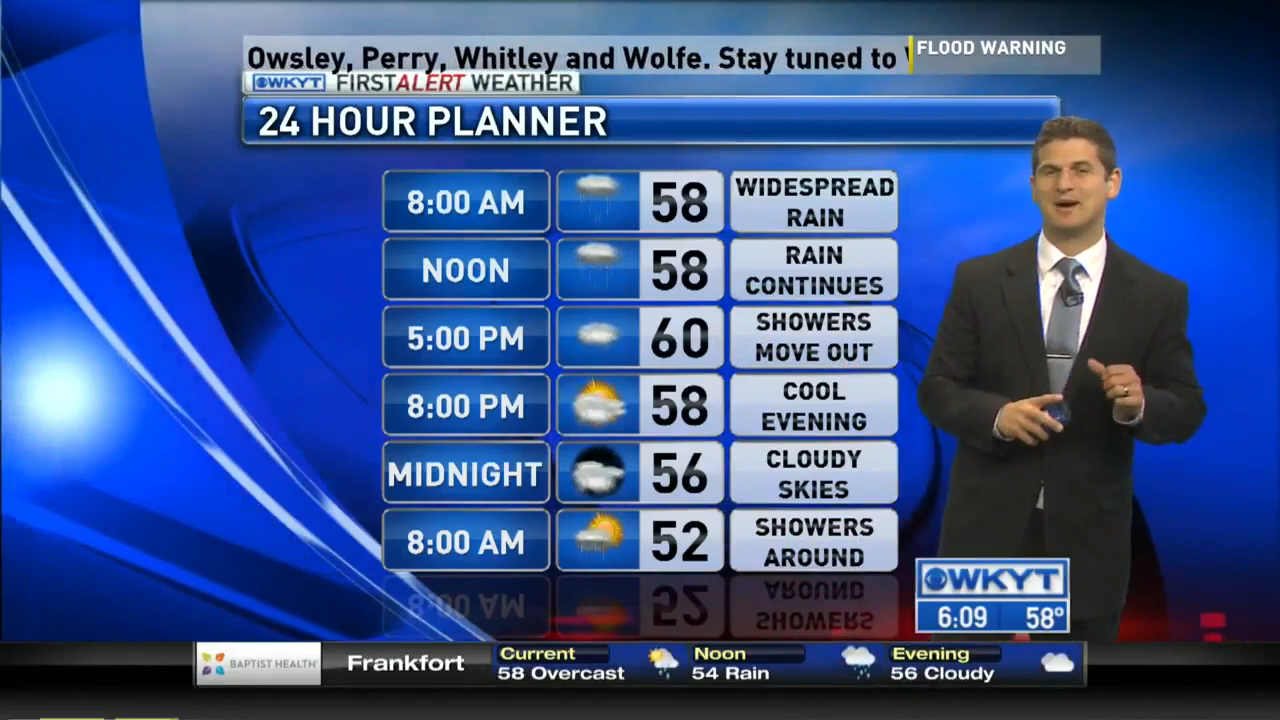 Owsley, Perry, Whitley and Wolfe. Stay tuned to
FLOOD WARNING
WKYT FIRSTALERT WEATHER
24 HOUR PLANNER
8:00 AM 58 WIDESPREAD
RAIN
NOON 58 RAIN
CONTINUES
5:00 PM 60 SHOWERS
MOVE OUT
8:00 PM 58 COOL
EVENING
MIDNIGHT 56 CLOUDY
SKIES
8:00 AM 52 SHOWERS
AROUND
WKYT
6:09 58°
BAPTIST HEALTH
Frankfort
Current
58 Overcast
Noon
54 Rain
Evening
56 Cloudy